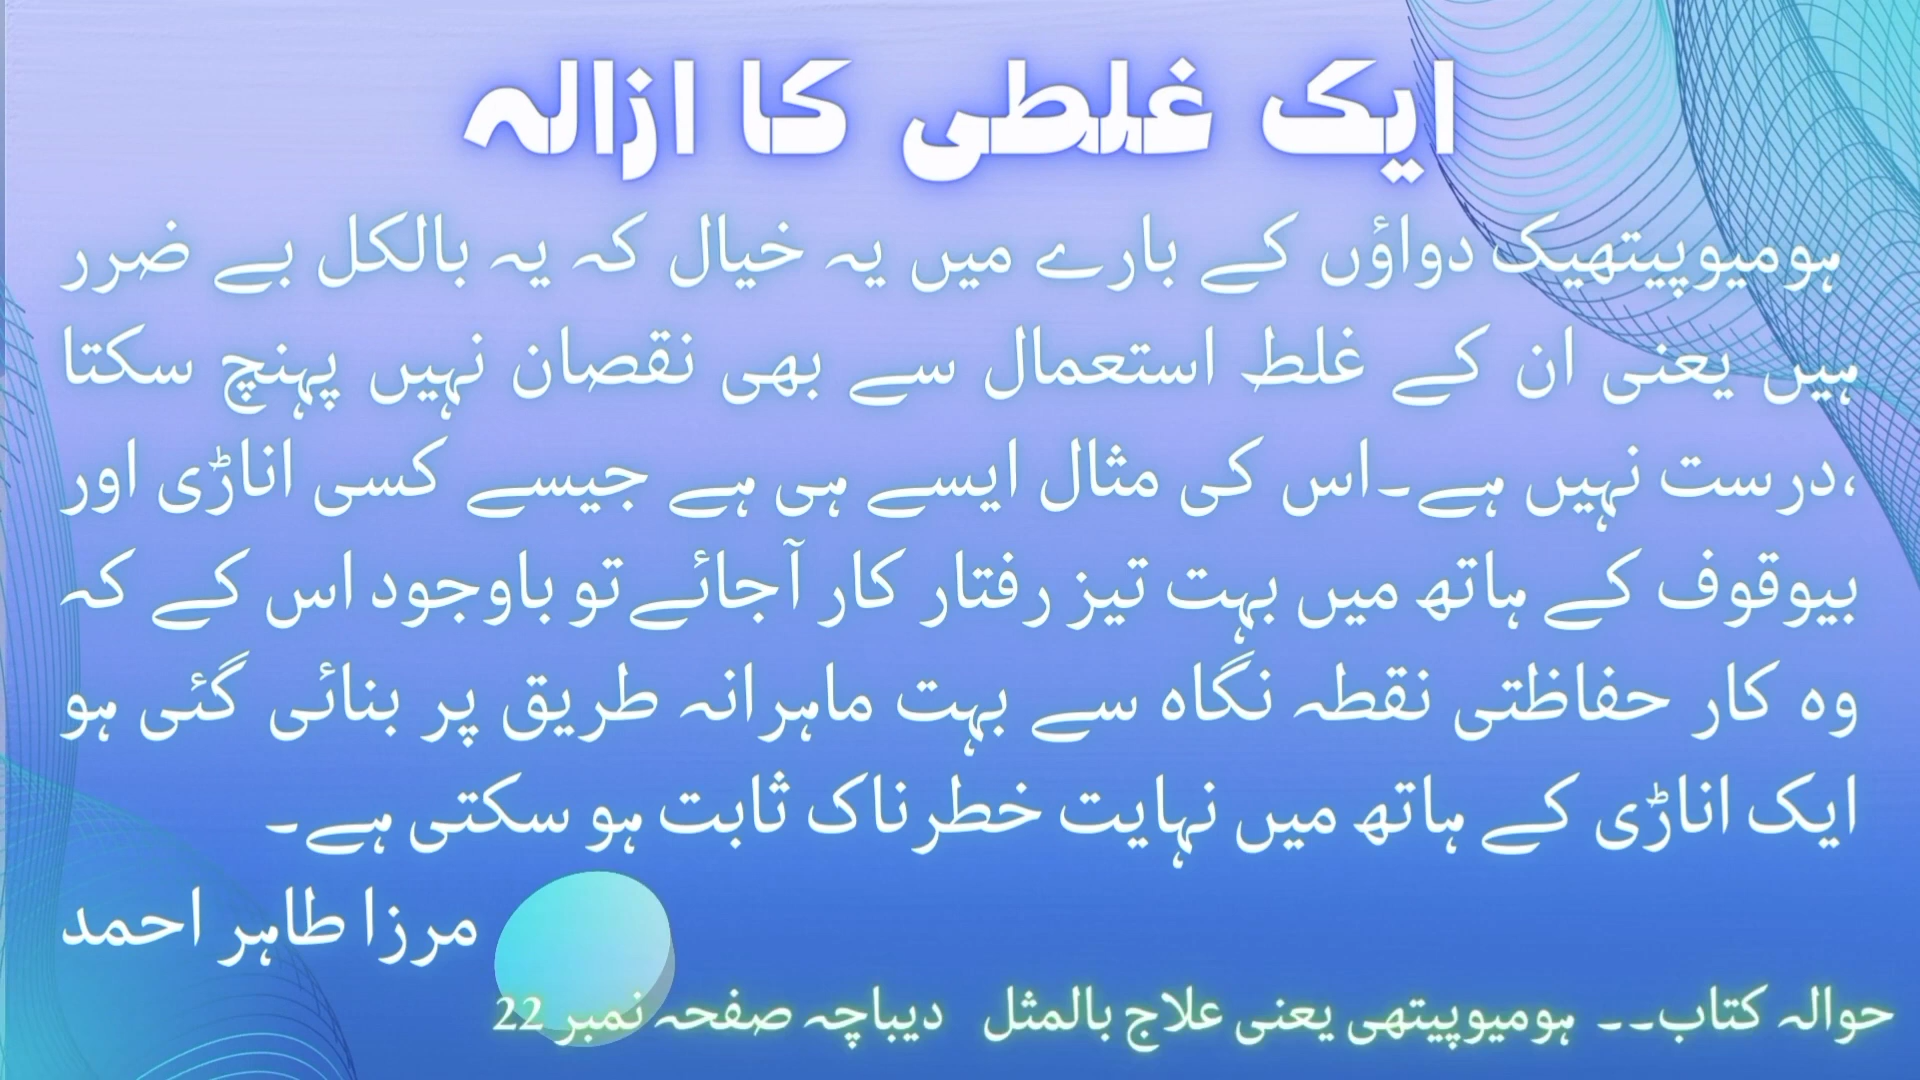 ایک غلطی کا ازالہ
ہومیوپیتھیک دواؤں کے بارے میں یہ خیال کہ یہ بالکل بے ضرر
ہیں یعنی ان کے غلط استعمال سے بھی نقصان نہیں پہنچ سکتا
،درست نہیں ہے۔اس کی مثال ایسے ہی ہے جیسے کسی اناڑی اور
بیوقوف کے ہاتھ میں بہت تیز رفتار کار آجائے تو باوجود اس کے کہ
وہ کار حفاظتی نقطہ نگاہ سے بہت ماہرانہ طریق پر بنائی گئی ہو
ایک اناڑی کے ہاتھ میں نہایت خطرناک ثابت ہو سکتی ہے۔
مرزا طاہر احمد
حوالہ کتاب۔۔ ہومیوپیتھی یعنی علاج بالمثل دیباچہ صفحہ نمبر 22